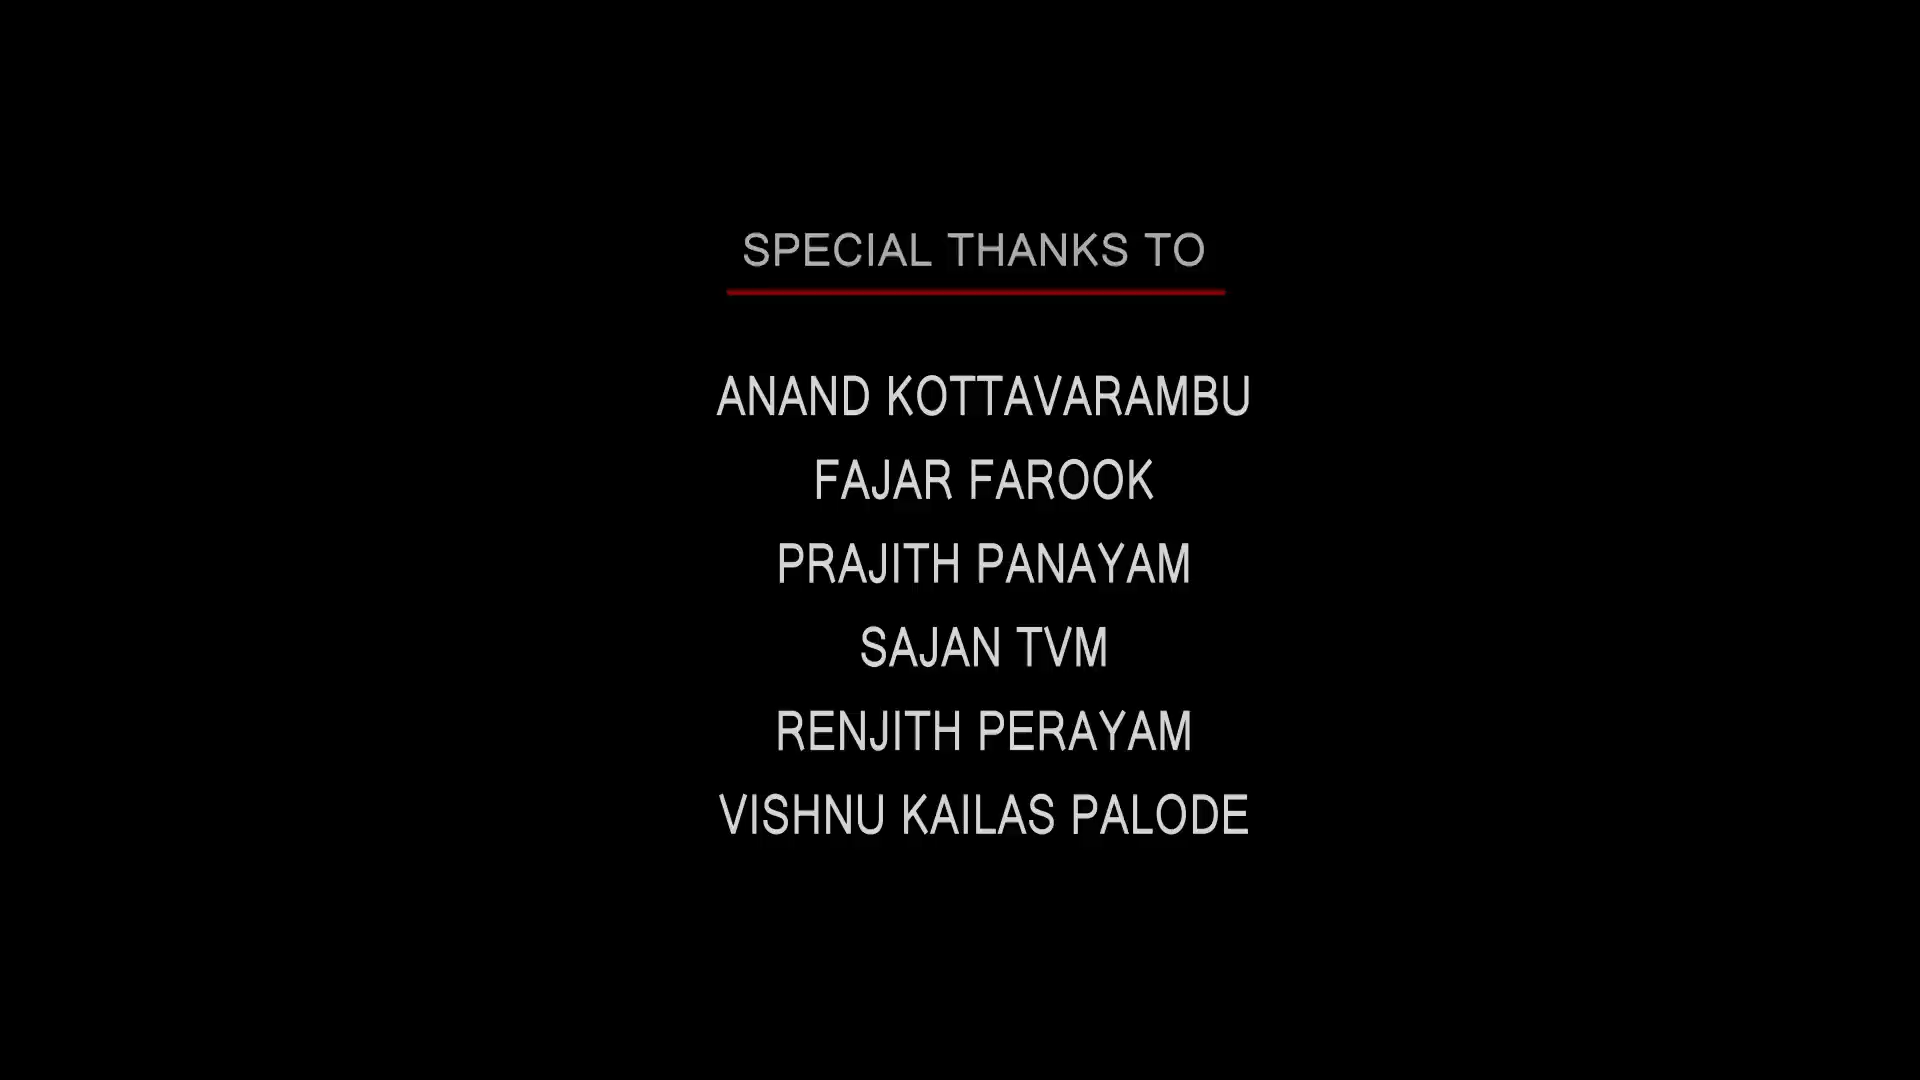 SPECIAL THANKS TO
ANAND KOTTAVARAMBU
FAJAR FAROOK
PRAJITH PANAYAM
SAJAN TVM
RENJITH PERAYAM
VISHNU KAILAS PALODE